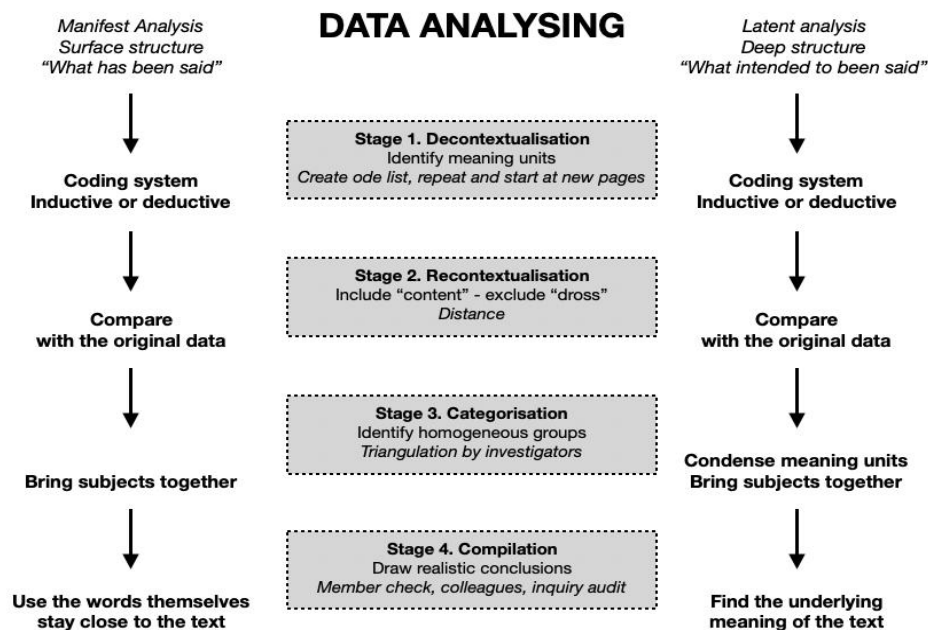 DATA ANALYSING
Manifest Analysis
Surface structure
“What has been said”
Coding system
Inductive or deductive
Compare
with the original data
Bring subjects together
Use the words themselves
stay close to the text
Stage 1. Decontextualisation
Identify meaning units
Create ode list, repeat and start at new pages
Stage 2. Recontextualisation
Include “content” - exclude “dross”
Distance
Stage 3. Categorisation
Identify homogeneous groups
Triangulation by investigators
Stage 4. Compilation
Draw realistic conclusions
Member check, colleagues, inquiry audit
Latent analysis
Deep structure
“What intended to been said”
Coding system
Inductive or deductive
Compare
with the original data
Condense meaning units
Bring subjects together
Find the underlying
meaning of the text